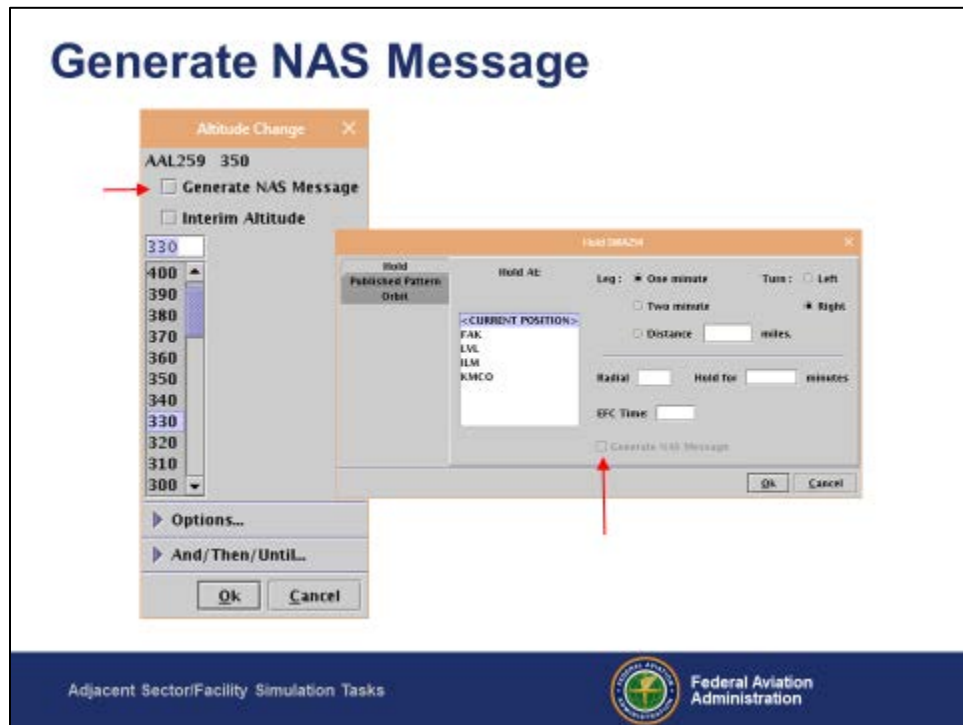 Generate NAS Message
Altitude Change
AAL259 350
Generate NAS Message
Interim Altitude
330
400
390
380
370
360
350
340
330
320
310
300
Options...
And/Then/Until...
Ok Cancel
Hold
Hold
Published Pattern
Orbit
Hold At:
<CURRENT POSITION>
FAK
LVL
ILM
KMCO
Leg: One minute
Two minute
Distance miles.
Turn: Left
Right
Radial Hold for minutes
EFC Time
Generate NAS Message
Ok Cancel
Adjacent Sector/Facility Simulation Tasks
Federal Aviation
Administration